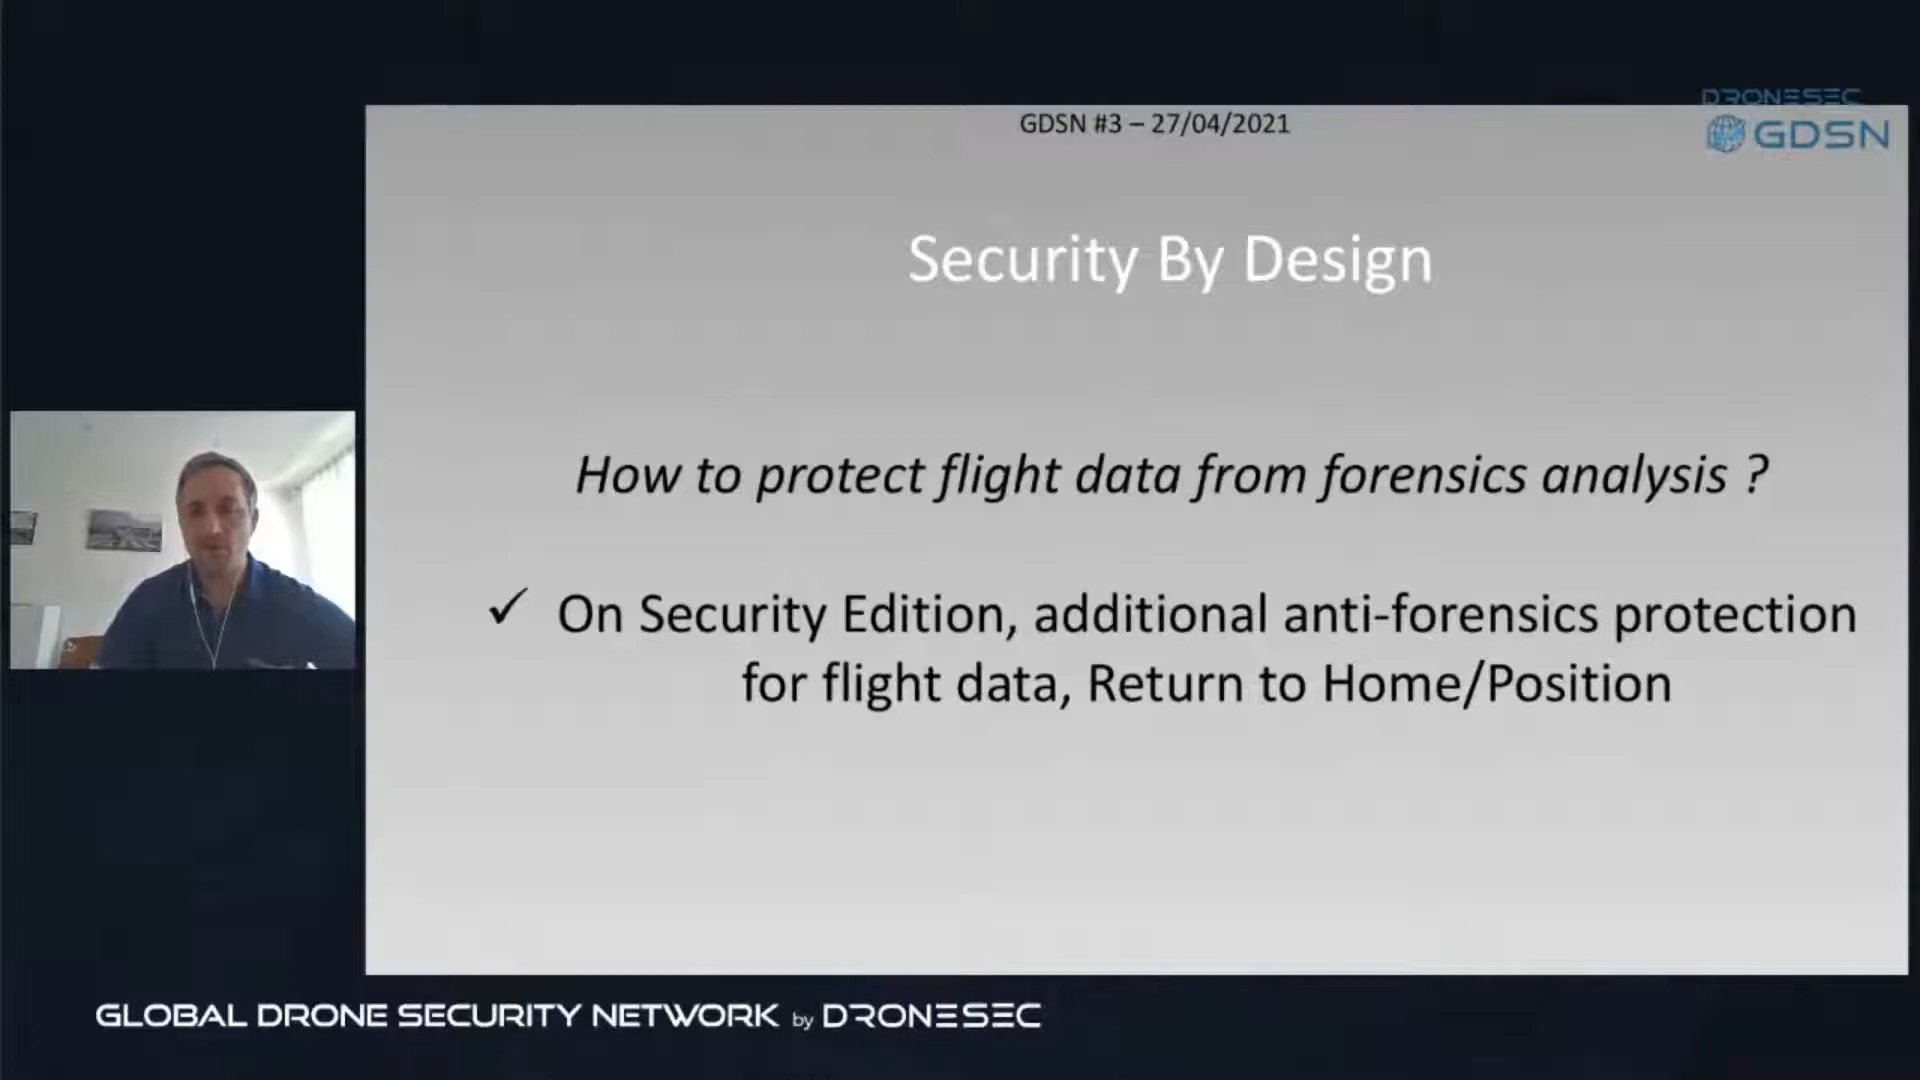 DRONESEC
GDSN
GDSN #3 – 27/04/2021
Security By Design
How to protect flight data from forensics analysis ?
✓ On Security Edition, additional anti-forensics protection
for flight data, Return to Home/Position
GLOBAL DRONE SECURITY NETWORK by DRONESEC